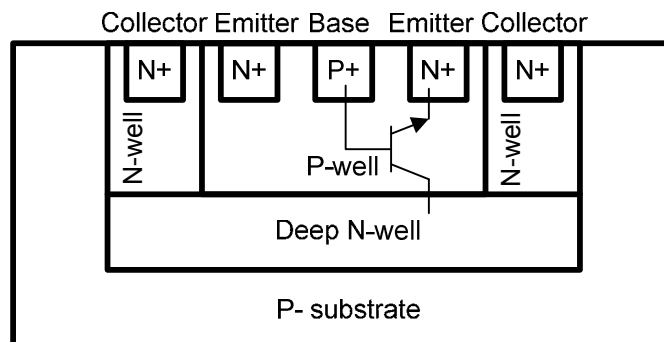 Collector Emitter Base Emitter Collector
N+ N+ P+ N+ N+
N-well P-well N-well
Deep N-well
P- substrate